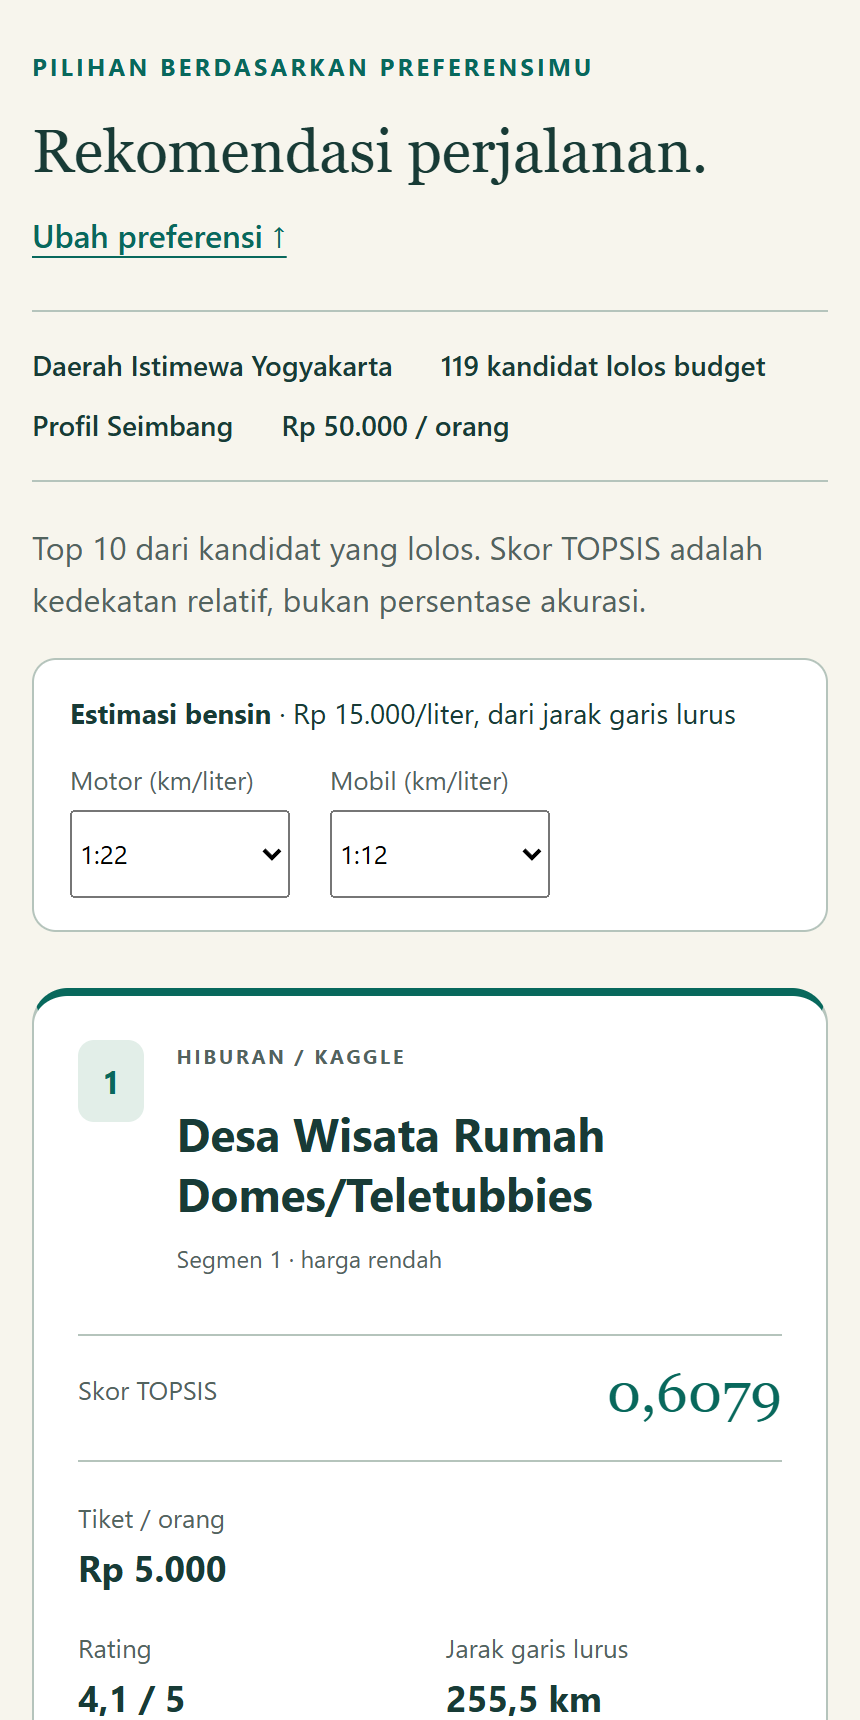 PILIHAN BERDASARKAN PREFERENSIMU
Rekomendasi perjalanan.
Ubah preferensi ↑
Daerah Istimewa Yogyakarta 119 kandidat lolos budget
Profil Seimbang Rp 50.000 / orang
Top 10 dari kandidat yang lolos. Skor TOPSIS adalah
kedekatan relatif, bukan persentase akurasi.
Estimasi bensin · Rp 15.000/liter, dari jarak garis lurus
Motor (km/liter) Mobil (km/liter)
1:22 1:12
1
HIBURAN / KAGGLE
Desa Wisata Rumah
Domes/Teletubbies
Segmen 1 · harga rendah
Skor TOPSIS 0,6079
Tiket / orang
Rp 5.000
Rating Jarak garis lurus
4,1 / 5 255,5 km